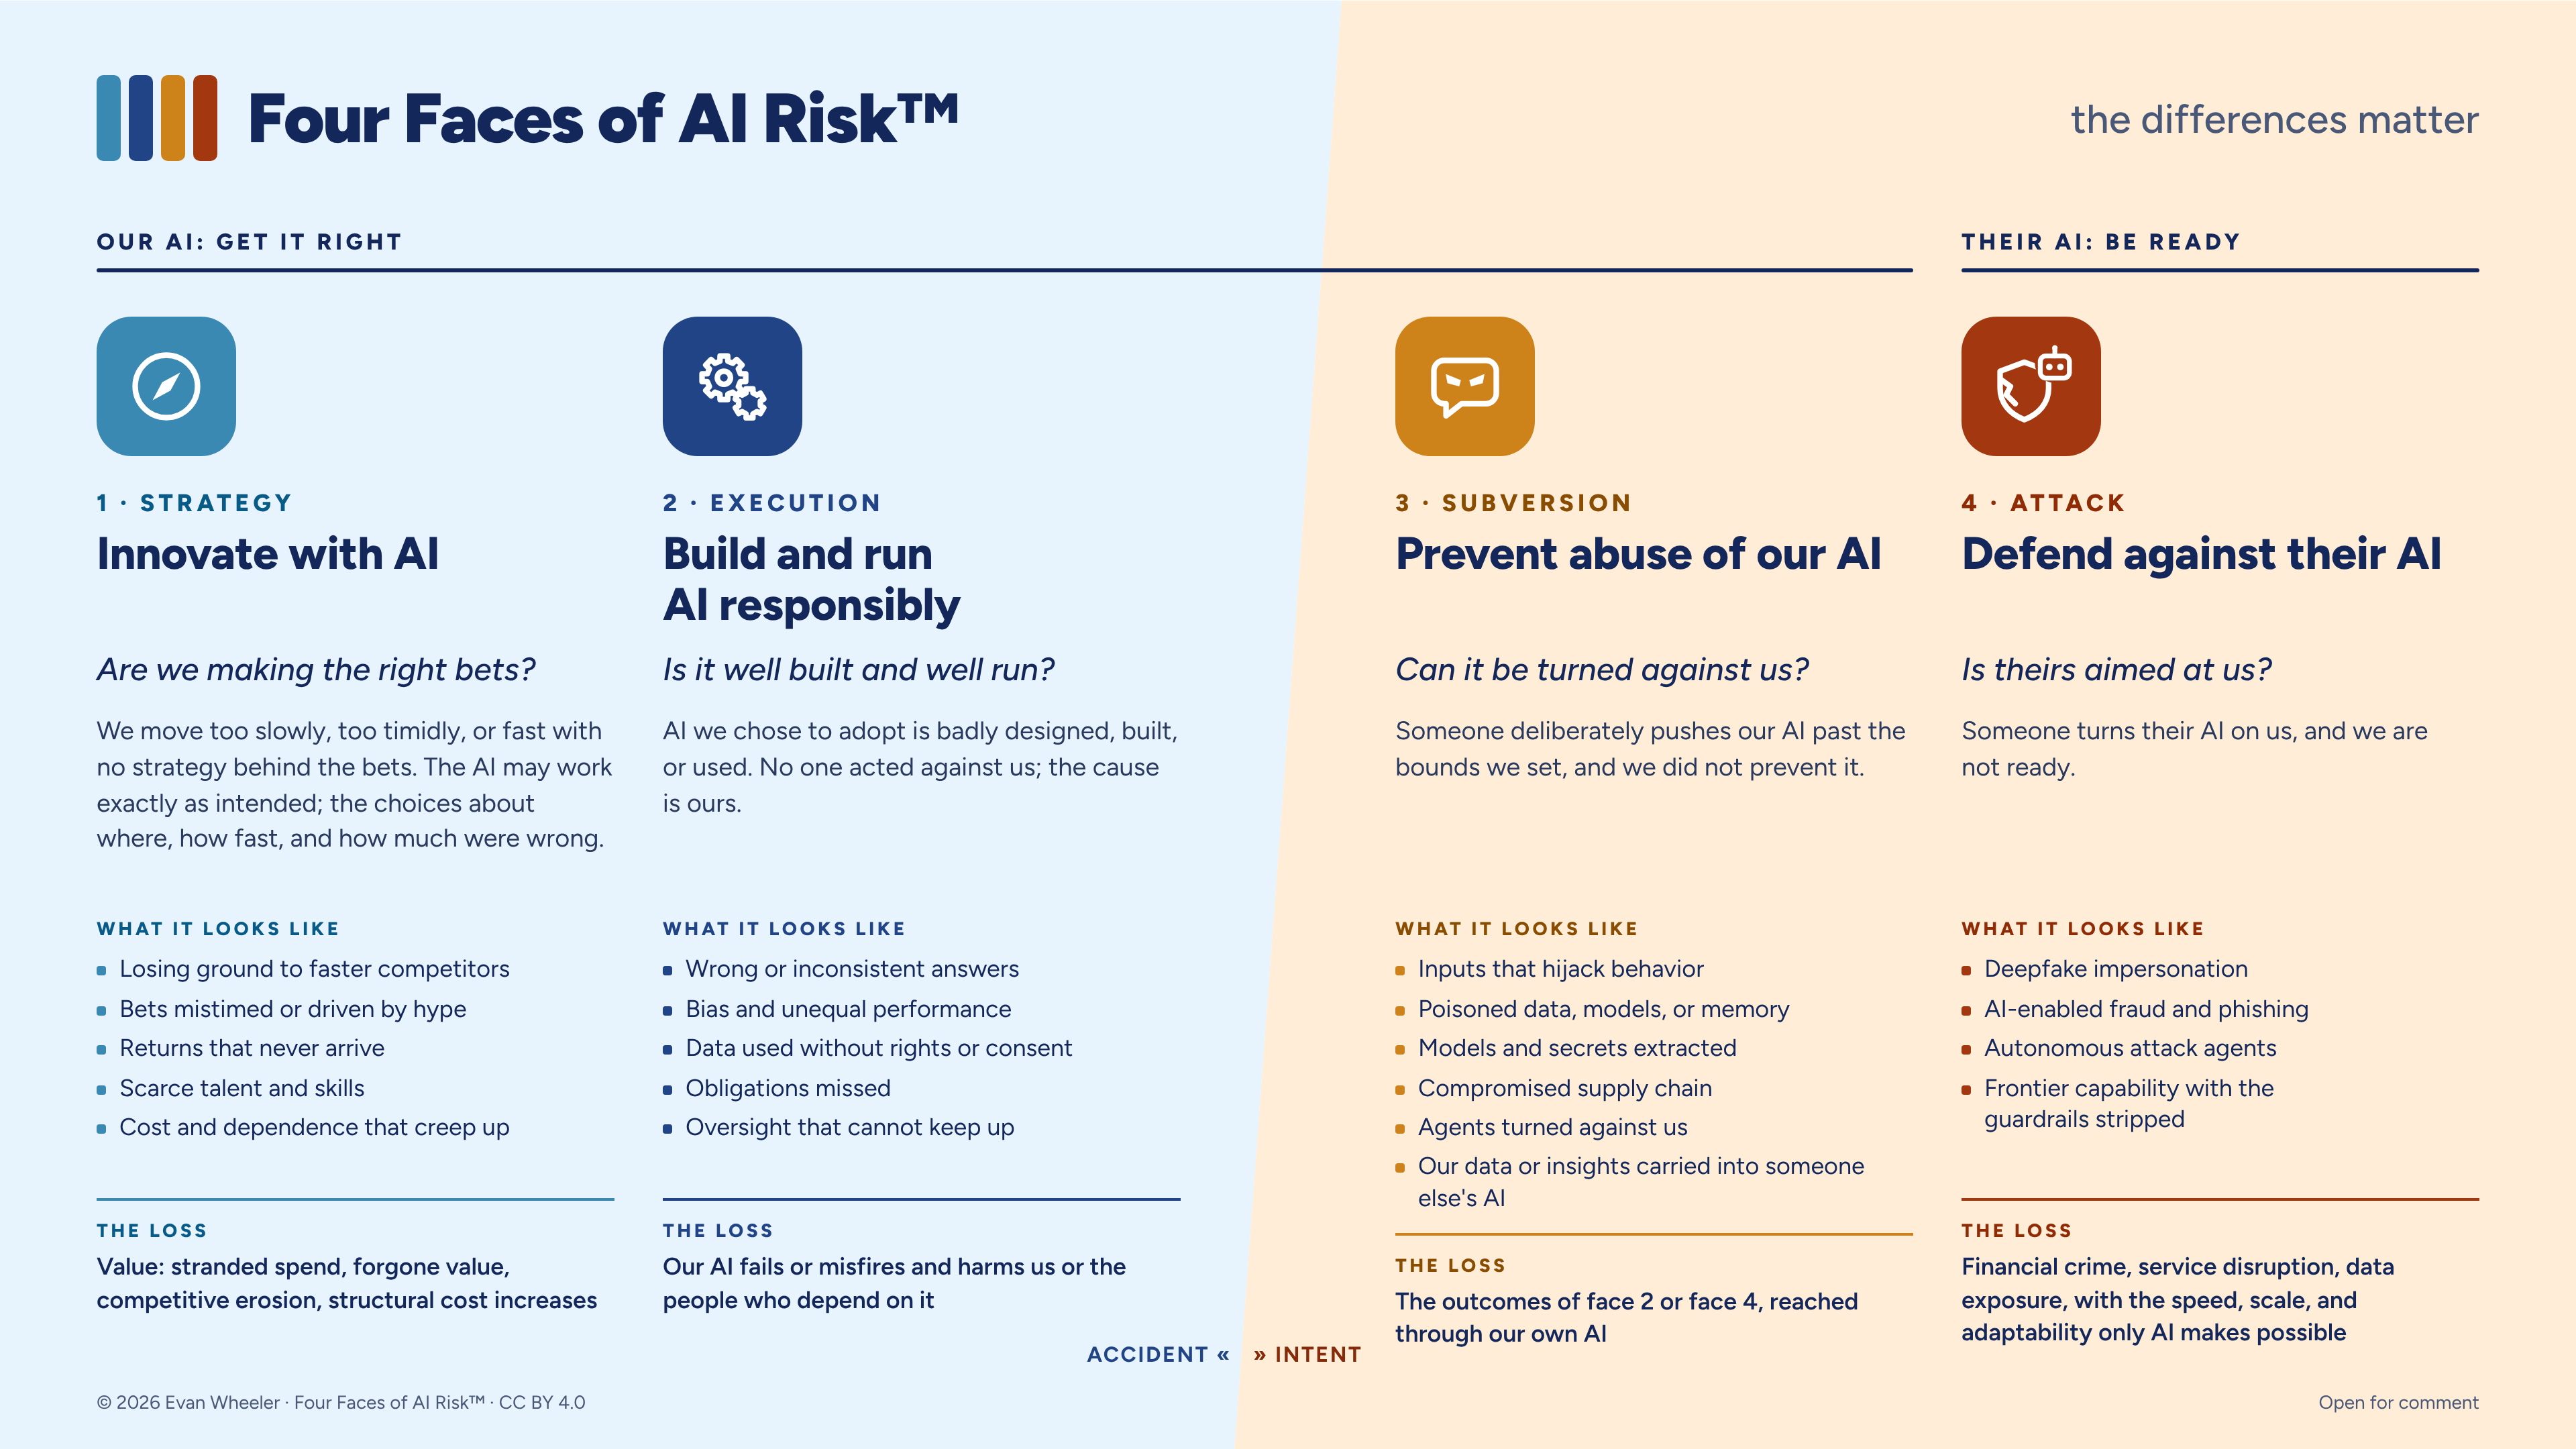 Four Faces of AI Risk™
the differences matter
OUR AI: GET IT RIGHT
THEIR AI: BE READY
1 · STRATEGY
Innovate with AI
Are we making the right bets?
We move too slowly, too timidly, or fast with
no strategy behind the bets. The AI may work
exactly as intended; the choices about
where, how fast, and how much were wrong.
WHAT IT LOOKS LIKE
Losing ground to faster competitors
Bets mistimed or driven by hype
Returns that never arrive
Scarce talent and skills
Cost and dependence that creep up
THE LOSS
Value: stranded spend, forgone value,
competitive erosion, structural cost increases
2 · EXECUTION
Build and run
AI responsibly
Is it well built and well run?
AI we chose to adopt is badly designed, built,
or used. No one acted against us; the cause
is ours.
WHAT IT LOOKS LIKE
Wrong or inconsistent answers
Bias and unequal performance
Data used without rights or consent
Obligations missed
Oversight that cannot keep up
THE LOSS
Our AI fails or misfires and harms us or the
people who depend on it
3 · SUBVERSION
Prevent abuse of our AI
Can it be turned against us?
Someone deliberately pushes our AI past the
bounds we set, and we did not prevent it.
WHAT IT LOOKS LIKE
Inputs that hijack behavior
Poisoned data, models, or memory
Models and secrets extracted
Compromised supply chain
Agents turned against us
Our data or insights carried into someone
else's AI
THE LOSS
The outcomes of face 2 or face 4, reached
through our own AI
4 · ATTACK
Defend against their AI
Is theirs aimed at us?
Someone turns their AI on us, and we are
not ready.
WHAT IT LOOKS LIKE
Deepfake impersonation
AI-enabled fraud and phishing
Autonomous attack agents
Frontier capability with the
guardrails stripped
THE LOSS
Financial crime, service disruption, data
exposure, with the speed, scale, and
adaptability only AI makes possible
ACCIDENT « » INTENT
© 2026 Evan Wheeler · Four Faces of AI Risk™ · CC BY 4.0
Open for comment